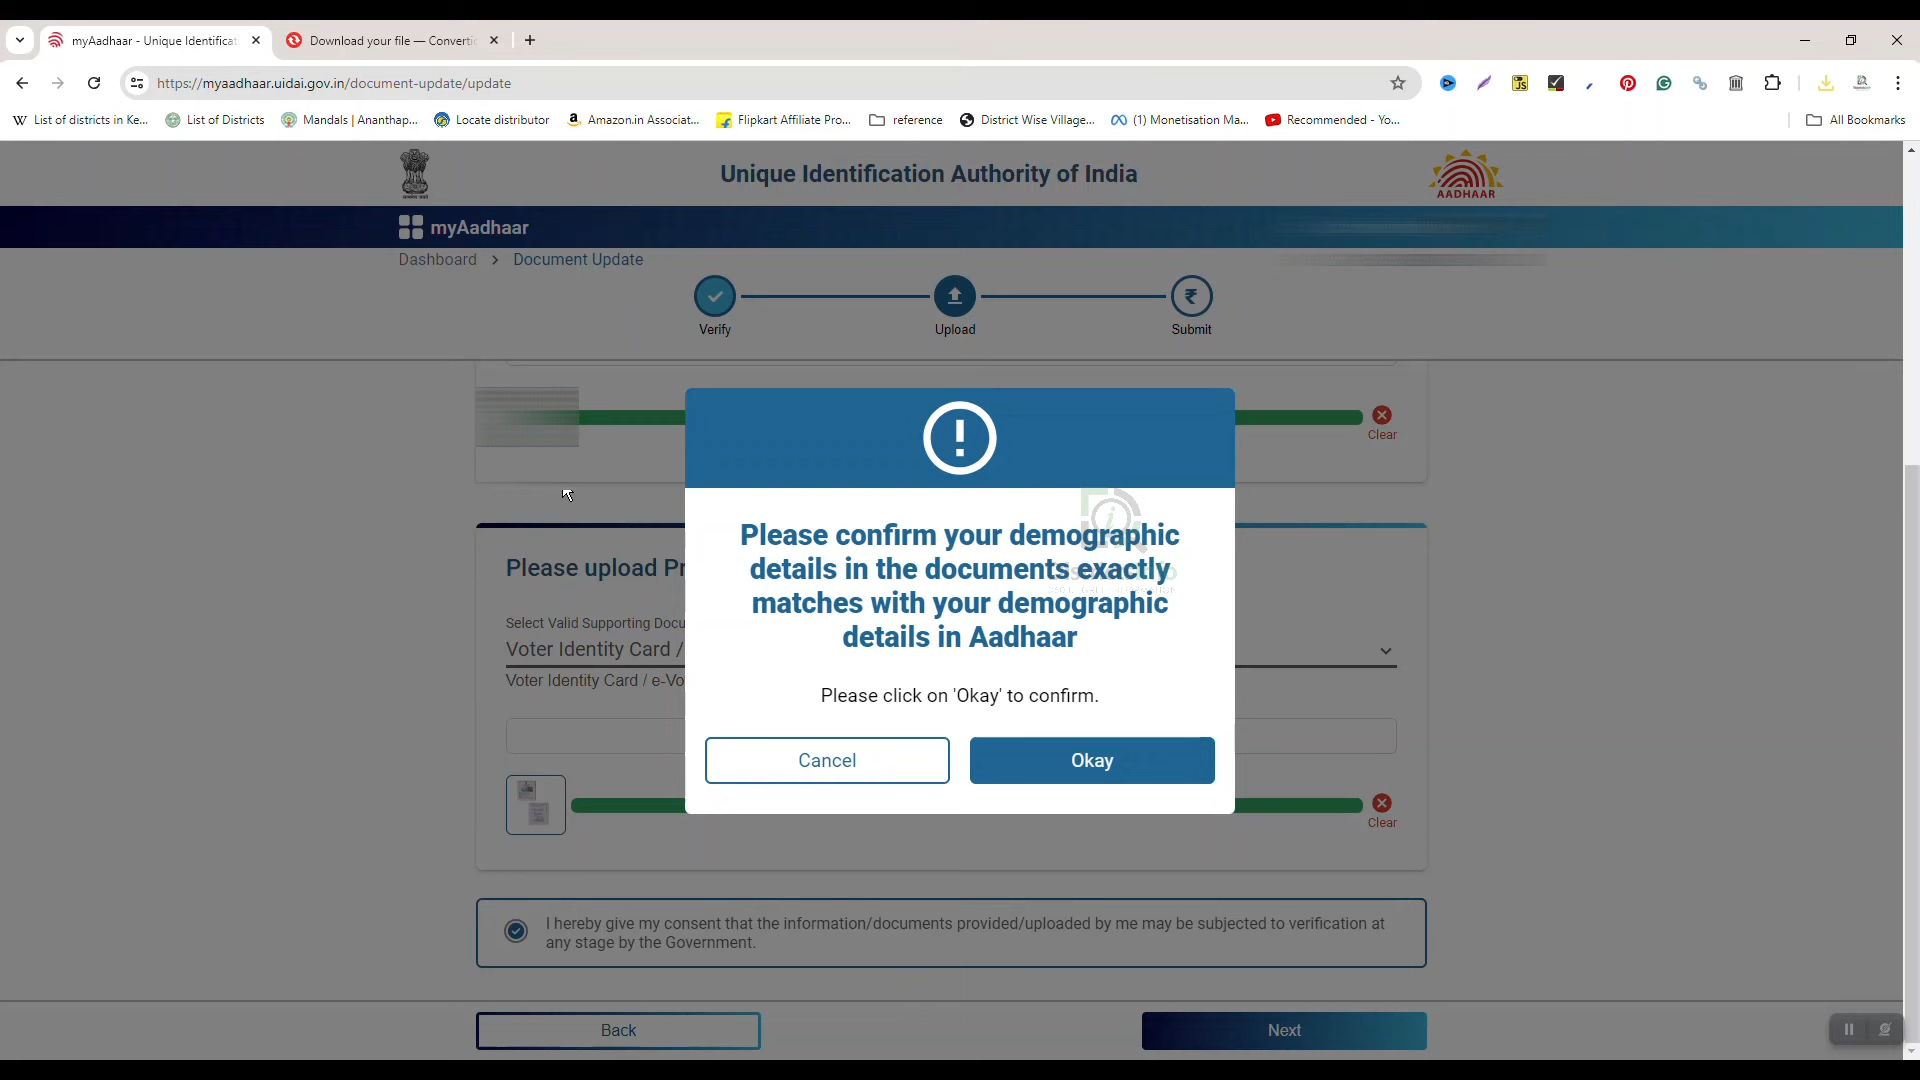 myAadhaar - Unique Identificat
Download your file — Converti
https://myaadhaar.uidai.gov.in/document-update/update
List of districts in Ke...
List of Districts
Mandals | Ananthap...
Locate distributor
Amazon.in Associat...
Flipkart Affiliate Pro...
reference
District Wise Village...
(1) Monetisation Ma...
Recommended - Yo...
All Bookmarks
Unique Identification Authority of India
AADHAAR
myAadhaar
Dashboard > Document Update
Verify
Upload
₹
Submit
Clear
Please confirm your demographic
details in the documents exactly
matches with your demographic
details in Aadhaar
Please click on 'Okay' to confirm.
Cancel
Okay
Please upload Pr
Select Valid Supporting Docu
Voter Identity Card /
Voter Identity Card / e-Vo
Clear
I hereby give my consent that the information/documents provided/uploaded by me may be subjected to verification at
any stage by the Government.
Back
Next